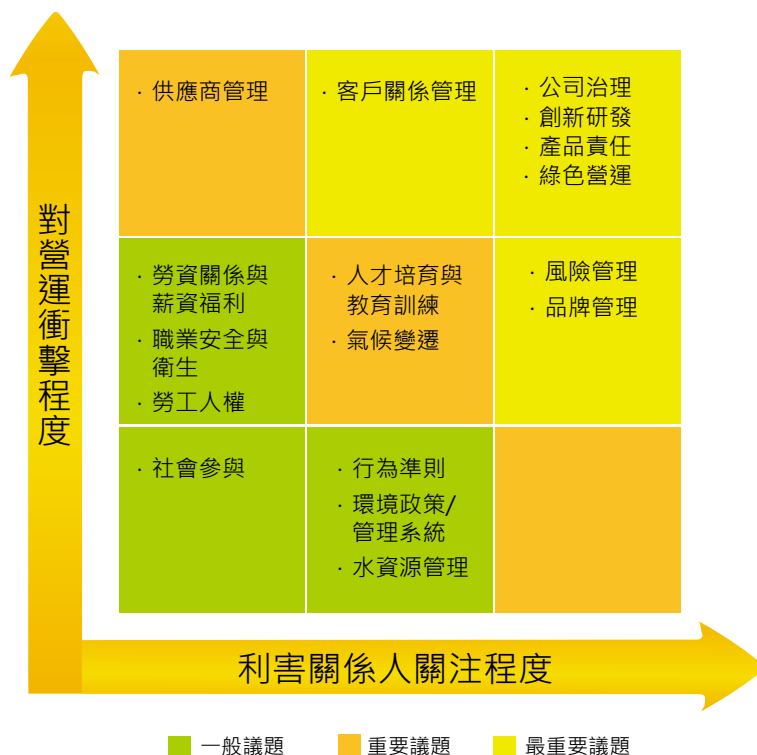 對營運衝擊程度
· 供應商管理
· 客戶關係管理
· 公司治理
· 創新研發
· 產品責任
· 綠色營運
· 勞資關係與
薪資福利
· 職業安全與
衛生
· 勞工人權
· 人才培育與
教育訓練
· 氣候變遷
· 風險管理
· 品牌管理
· 社會參與
· 行為準則
· 環境政策/
管理系統
· 水資源管理
利害關係人關注程度
一般議題
重要議題
最重要議題